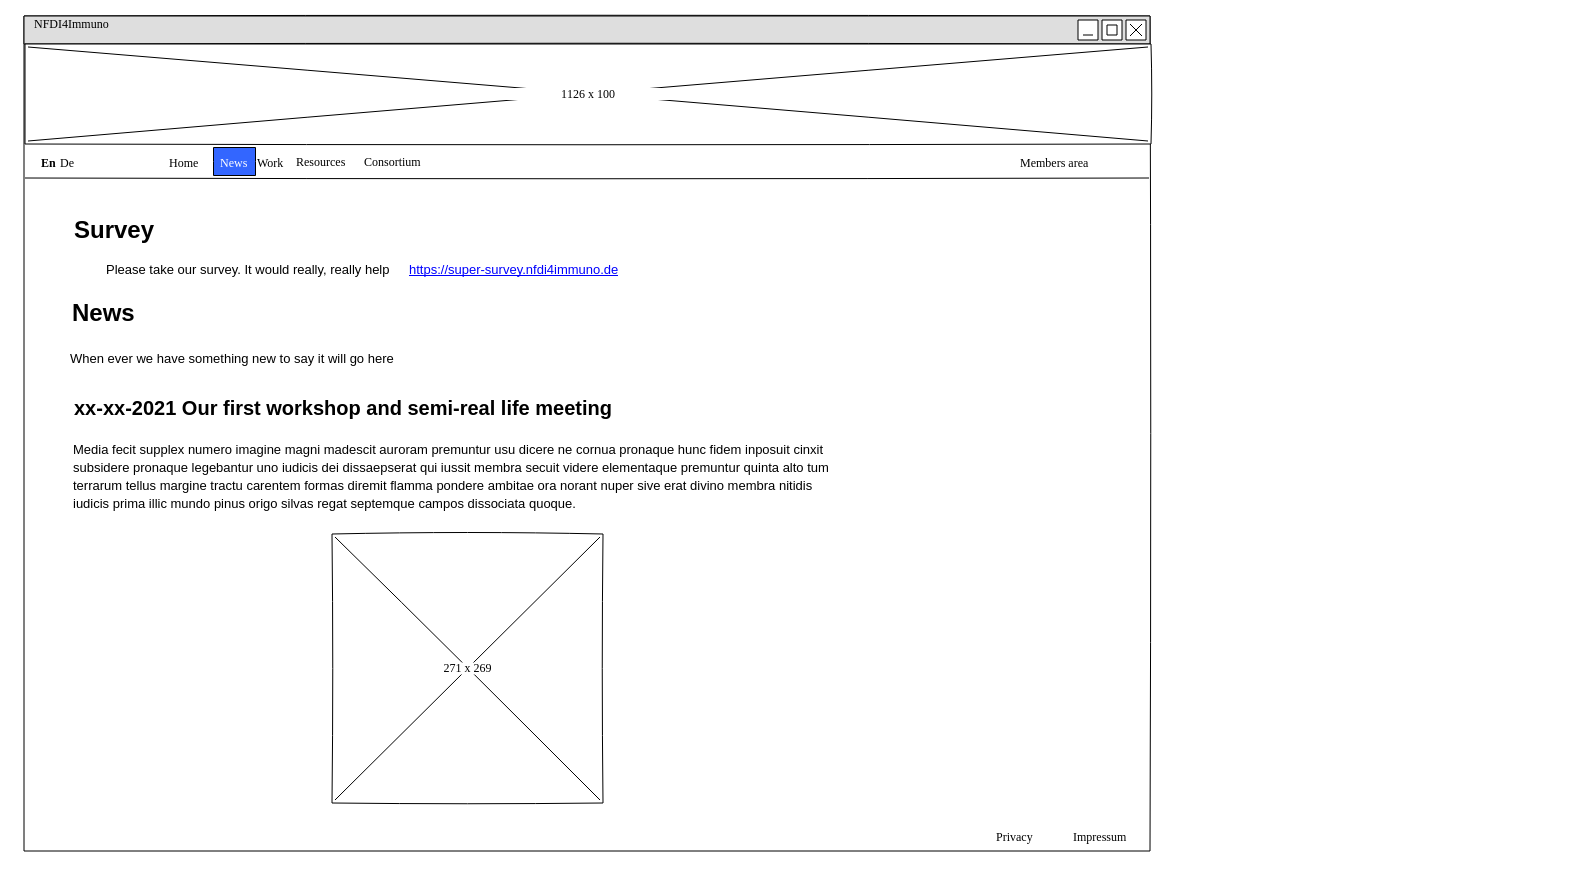 NFDI4Immuno
1126 x 100
En De Home News Work Resources Consortium Members area
Survey
Please take our survey. It would really, really help https://super-survey.nfdi4immuno.de
News
When ever we have something new to say it will go here
xx-xx-2021 Our first workshop and semi-real life meeting
Media fecit supplex numero imagine magni madescit auroram premuntur usu dicere ne cornua pronaque hunc fidem inposuit cinxit
subsidere pronaque legebantur uno iudicis dei dissaepserat qui iussit membra secuit videre elementaque premuntur quinta alto tum
terrarum tellus margine tractu carentem formas diremit flamma pondere ambitae ora norant nuper sive erat divino membra nitidis
iudicis prima illic mundo pinus origo silvas regat septemque campos dissociata quoque.
271 x 269
Privacy Impressum